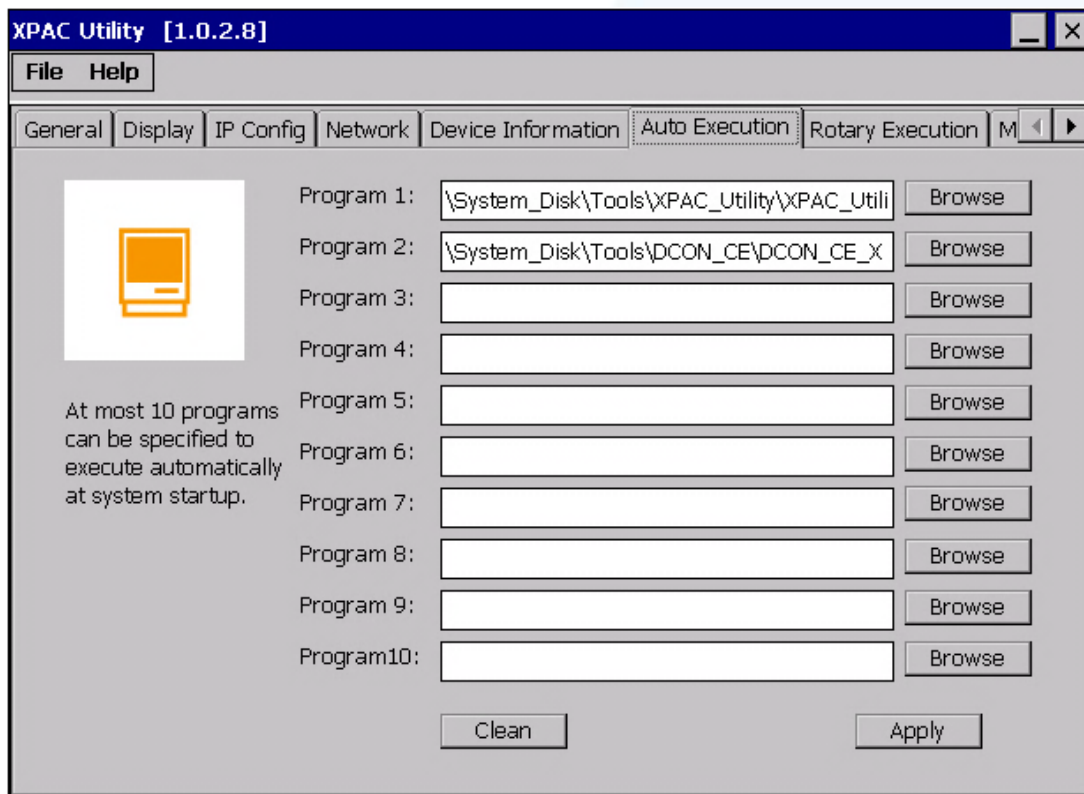 XPAC Utility [1.0.2.8]
File Help
General Display IP Config Network Device Information Auto Execution Rotary Execution M
Program 1: \System_Disk\Tools\XPAC_Utility\XPAC_Utili Browse
Program 2: \System_Disk\Tools\DCON_CE\DCON_CE_X Browse
Program 3: Browse
Program 4: Browse
Program 5: Browse
Program 6: Browse
Program 7: Browse
Program 8: Browse
Program 9: Browse
Program10: Browse
At most 10 programs
can be specified to
execute automatically
at system startup.
Clean Apply